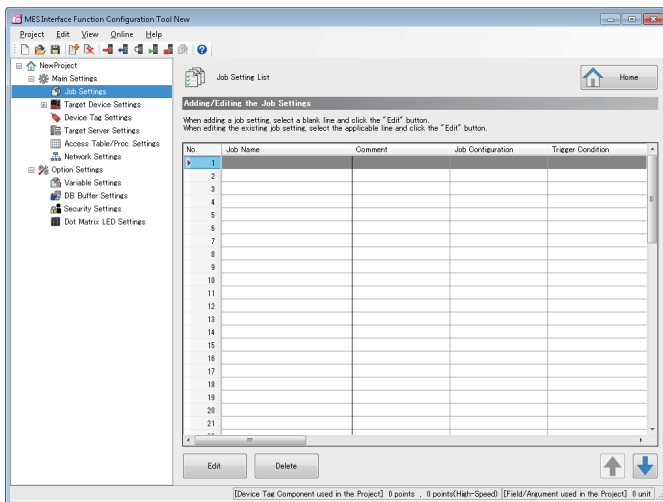 MES Interface Function Configuration Tool New
Project Edit View Online Help
NewProject
Main Settings
Job Settings
Target Device Settings
Device Tag Settings
Target Server Settings
Access Table/Proc. Settings
Network Settings
Option Settings
Variable Settings
DB Buffer Settings
Security Settings
Dot Matrix LED Settings
Job Setting List
Home
Adding/Editing the Job Settings
When adding a job setting, select a blank line and click the "Edit" button.
When editing the existing job setting, select the applicable line and click the "Edit" button.
No. Job Name Comment Job Configuration Trigger Condition
1
2
3
4
5
6
7
8
9
10
11
12
13
14
15
16
17
18
19
20
21
Edit Delete
[Device Tag Component used in the Project] 0 points , 0 points(High-Speed) [Field/Argument used in the Project] 0 unit